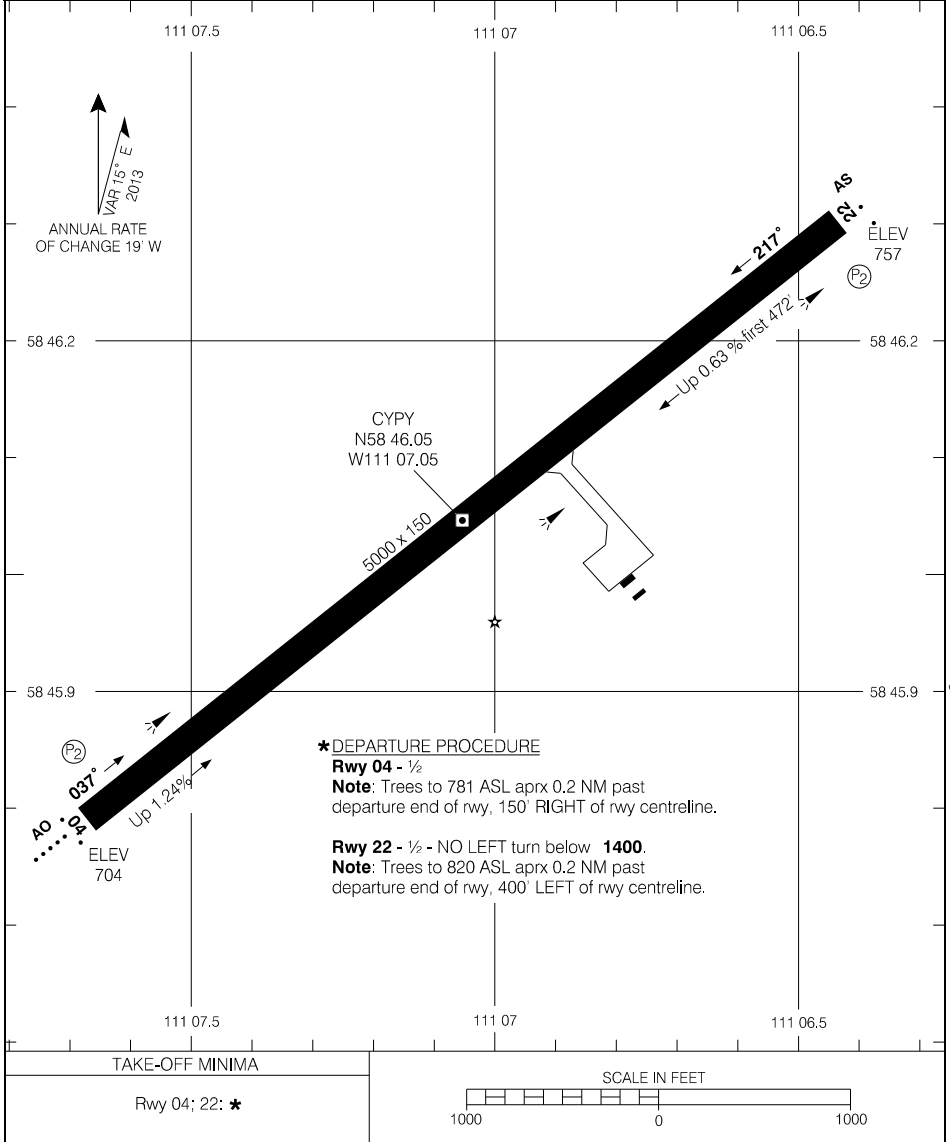 111 07.5
111 07
111 06.5
VAR 15° E
2013
ANNUAL RATE
OF CHANGE 19' W
AS
22
ELEV
757
P2
217°
Up 0.63 % first 472'
58 46.2
58 46.2
CYPY
N58 46.05
W111 07.05
5000 x 150
58 45.9
58 45.9
P2
037°
Up 1.24%
AO
04
ELEV
704
*DEPARTURE PROCEDURE
Rwy 04 - ½
Note: Trees to 781 ASL aprx 0.2 NM past
departure end of rwy, 150' RIGHT of rwy centreline.
Rwy 22 - ½ - NO LEFT turn below 1400.
Note: Trees to 820 ASL aprx 0.2 NM past
departure end of rwy, 400' LEFT of rwy centreline.
111 07.5
111 07
111 06.5
TAKE-OFF MINIMA
Rwy 04; 22: *
SCALE IN FEET
1000
0
1000